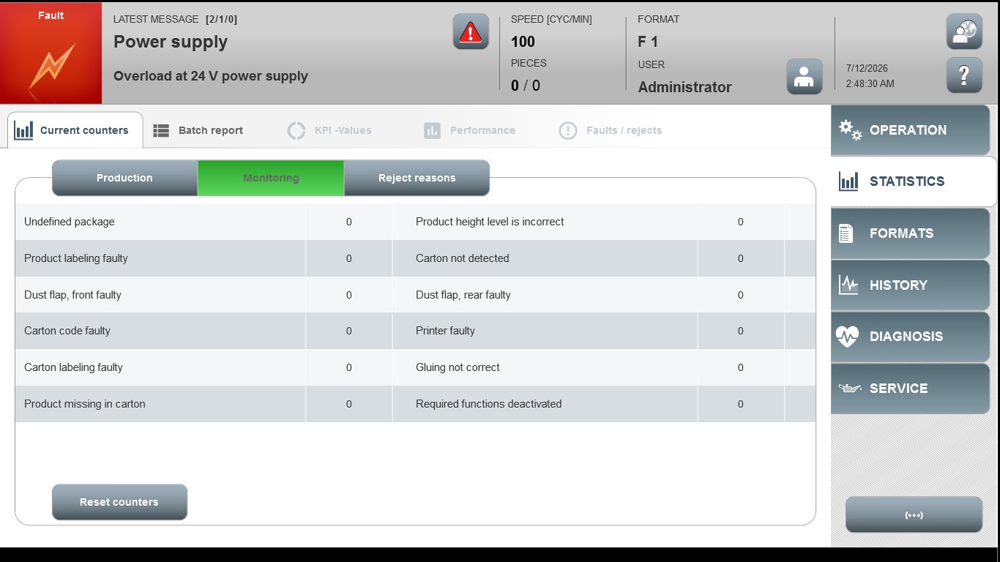 Fault
LATEST MESSAGE [2/1/0]
Power supply
Overload at 24 V power supply
SPEED [CYC/MIN]
100
PIECES
0 / 0
FORMAT
F 1
USER
Administrator
7/12/2026
2:48:30 AM
?
Current counters
Batch report
KPI -Values
Performance
Faults / rejects
Production
Monitoring
Reject reasons
Undefined package 0 Product height level is incorrect 0
Product labeling faulty 0 Carton not detected 0
Dust flap, front faulty 0 Dust flap, rear faulty 0
Carton code faulty 0 Printer faulty 0
Carton labeling faulty 0 Gluing not correct 0
Product missing in carton 0 Required functions deactivated 0
Reset counters
OPERATION
STATISTICS
FORMATS
HISTORY
DIAGNOSIS
SERVICE
(•••)